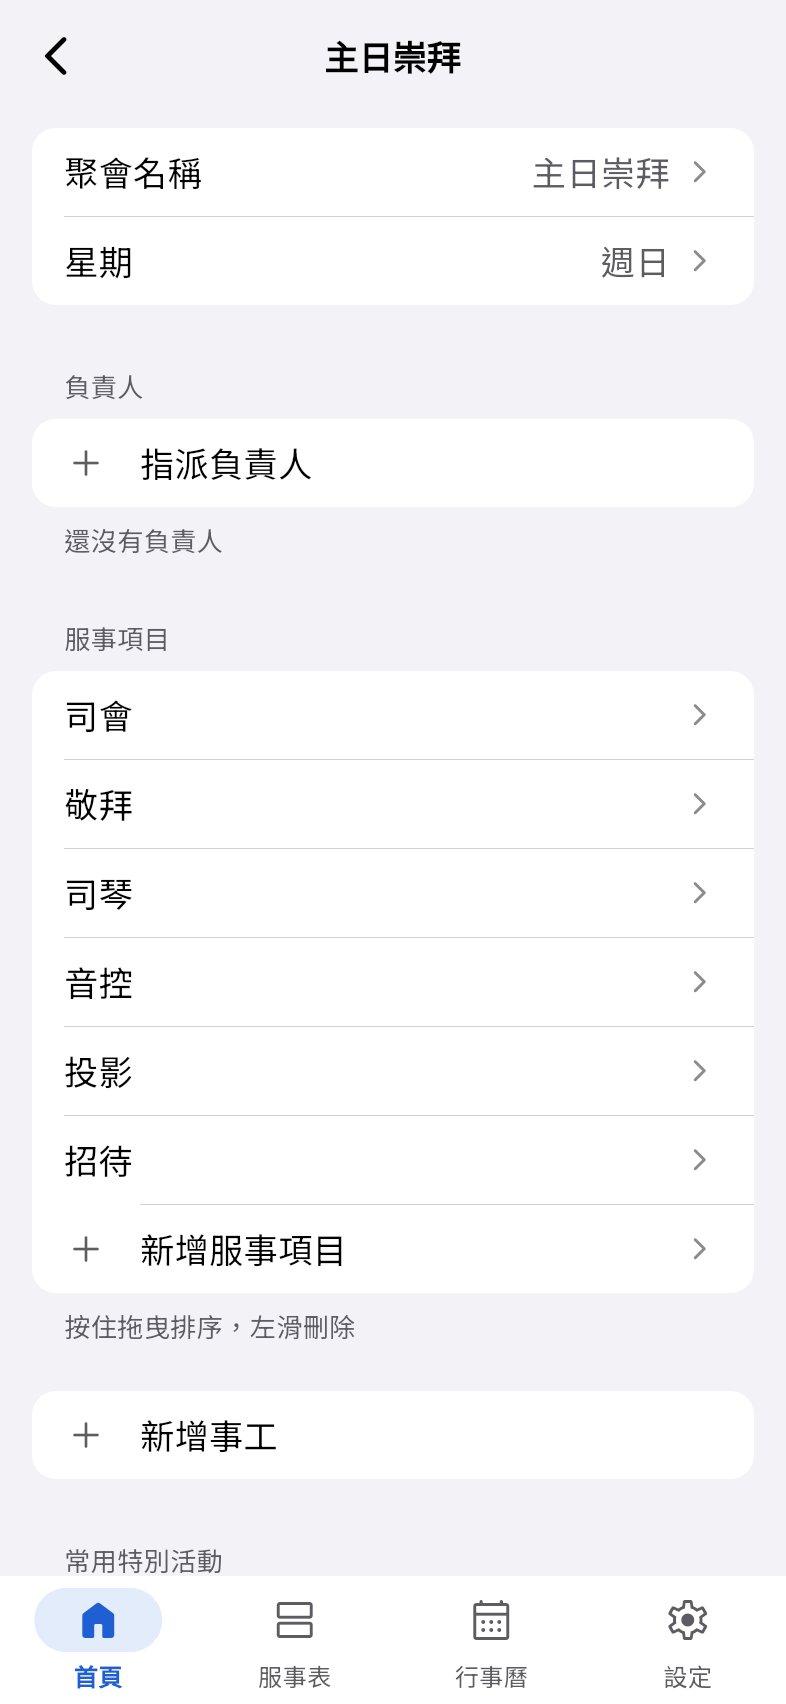 主日崇拜
聚會名稱 主日崇拜
星期 週日
負責人
指派負責人
還沒有負責人
服事項目
司會
敬拜
司琴
音控
投影
招待
新增服事項目
按住拖曳排序，左滑刪除
新增事工
常用特別活動
首頁 服事表 行事曆 設定